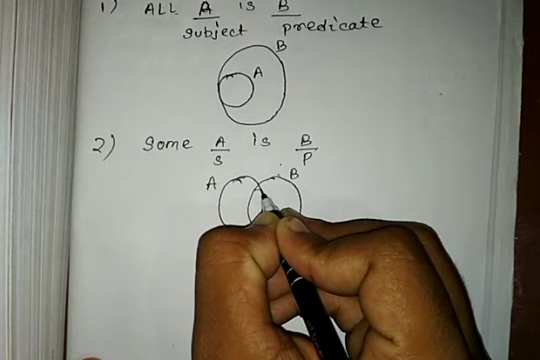 1) ALL A is B
subject predicate
B
A
2) Some A is B
S P
A B